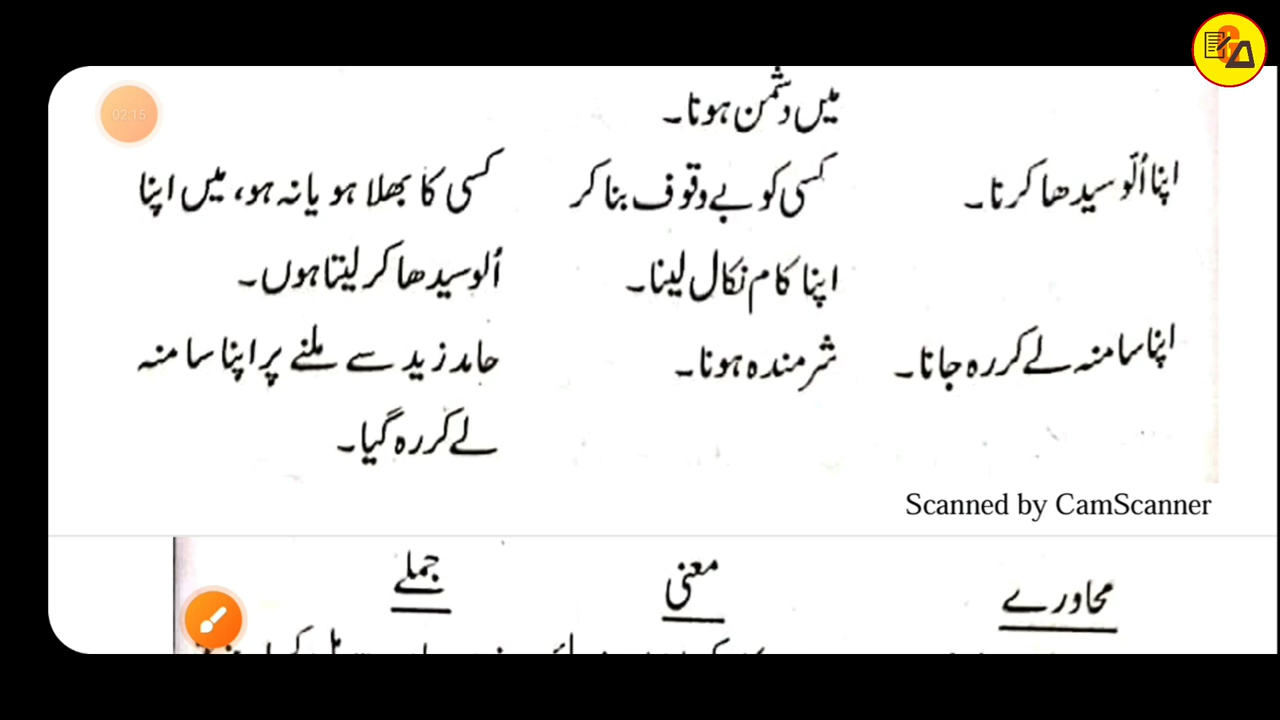 02:15
میں دشمن ہونا۔
اپنا اُلّو سیدھا کرنا۔ کسی کو بے وقوف بنا کر کسی کا بھلا ہو یا نہ ہو، میں اپنا
اپنا کام نکال لینا۔ اُلو سیدھا کر لیتا ہوں۔
اپنا سا منہ لے کر رہ جانا۔ شرمندہ ہونا۔ حامد زید سے ملنے پر اپنا سا منہ
لے کر رہ گیا۔
Scanned by CamScanner
محاورے معنی جملے